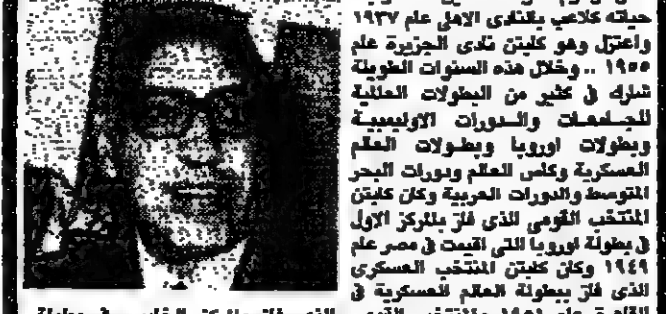 حياته كلاعب بالنادى الاهلى عام ١٩٣٧
واعتزل وهو كابتن نادى الجزيرة عام
١٩٥٥ .. وخلال هذه السنوات الطويلة
شارك فى كثير من البطولات العالمية
للجامعات والدورات الاوليمبية
وبطولات اوروبا وبطولات العالم
العسكرية وكاس العالم ودورات البحر
المتوسط والدورات العربية وكان كابتن
المنتخب القومى الذى فاز بالمركز الاول
فى بطولة اوروبا التى اقيمت فى مصر عام
١٩٤٩ وكان كابتن المنتخب العسكرى
الذى فاز ببطولة العالم العسكرية فى